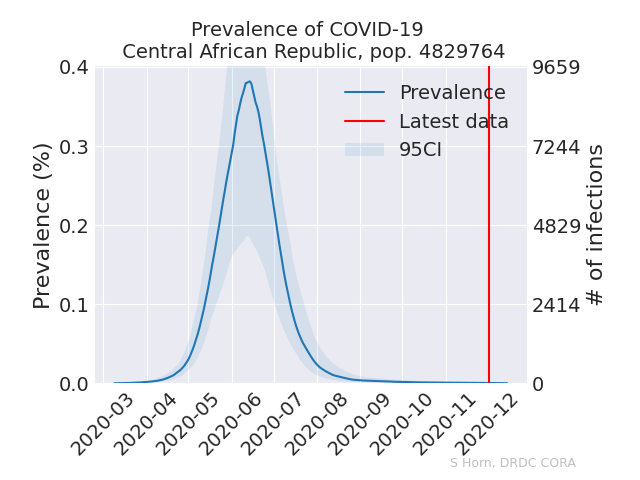 Prevalence of COVID-19
Central African Republic, pop. 4829764
Prevalence (%)
0.4
0.3
0.2
0.1
0.0
Prevalence
Latest data
95CI
9659
7244
4829
2414
0
# of infections
2020-03
2020-04
2020-05
2020-06
2020-07
2020-08
2020-09
2020-10
2020-11
2020-12
S Horn, DRDC CORA